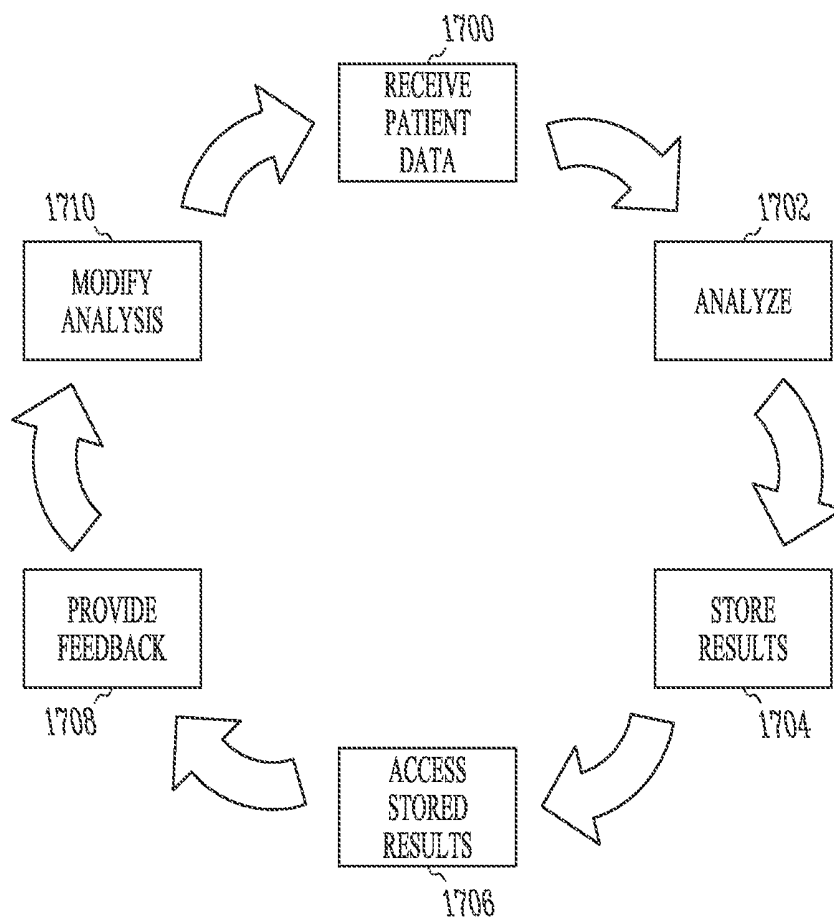 1700
RECEIVE
PATIENT
DATA
1702
ANALYZE
STORE
RESULTS
1704
ACCESS
STORED
RESULTS
1706
PROVIDE
FEEDBACK
1708
1710
MODIFY
ANALYSIS